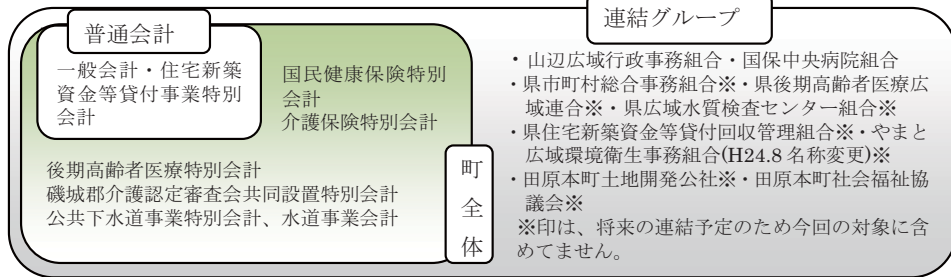 普通会計
一般会計・住宅新築
資金等貸付事業特別
会計
国民健康保険特別
会計
介護保険特別会計
後期高齢者医療特別会計
磯城郡介護認定審査会共同設置特別会計
公共下水道事業特別会計、水道事業会計
町
全
体
連結グループ
・山辺広域行政事務組合・国保中央病院組合
・県市町村総合事務組合※・県後期高齢者医療広
域連合※・県広域水質検査センター組合※
・県住宅新築資金等貸付回収管理組合※・やまと
広域環境衛生事務組合(H24.8 名称変更)※
・田原本町土地開発公社※・田原本町社会福祉協
議会※
※印は、将来の連結予定のため今回の対象に含
めてません。